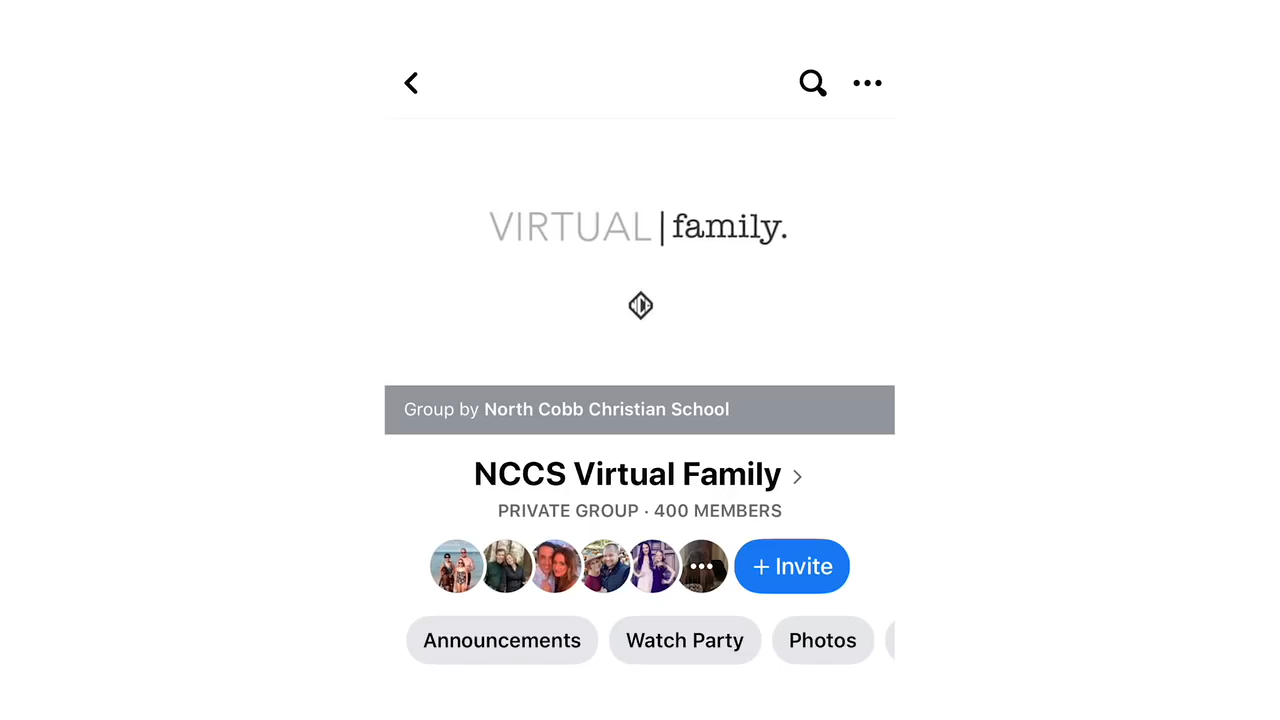 VIRTUAL|family.
Group by North Cobb Christian School
NCCS Virtual Family
PRIVATE GROUP · 400 MEMBERS
+ Invite
Announcements
Watch Party
Photos